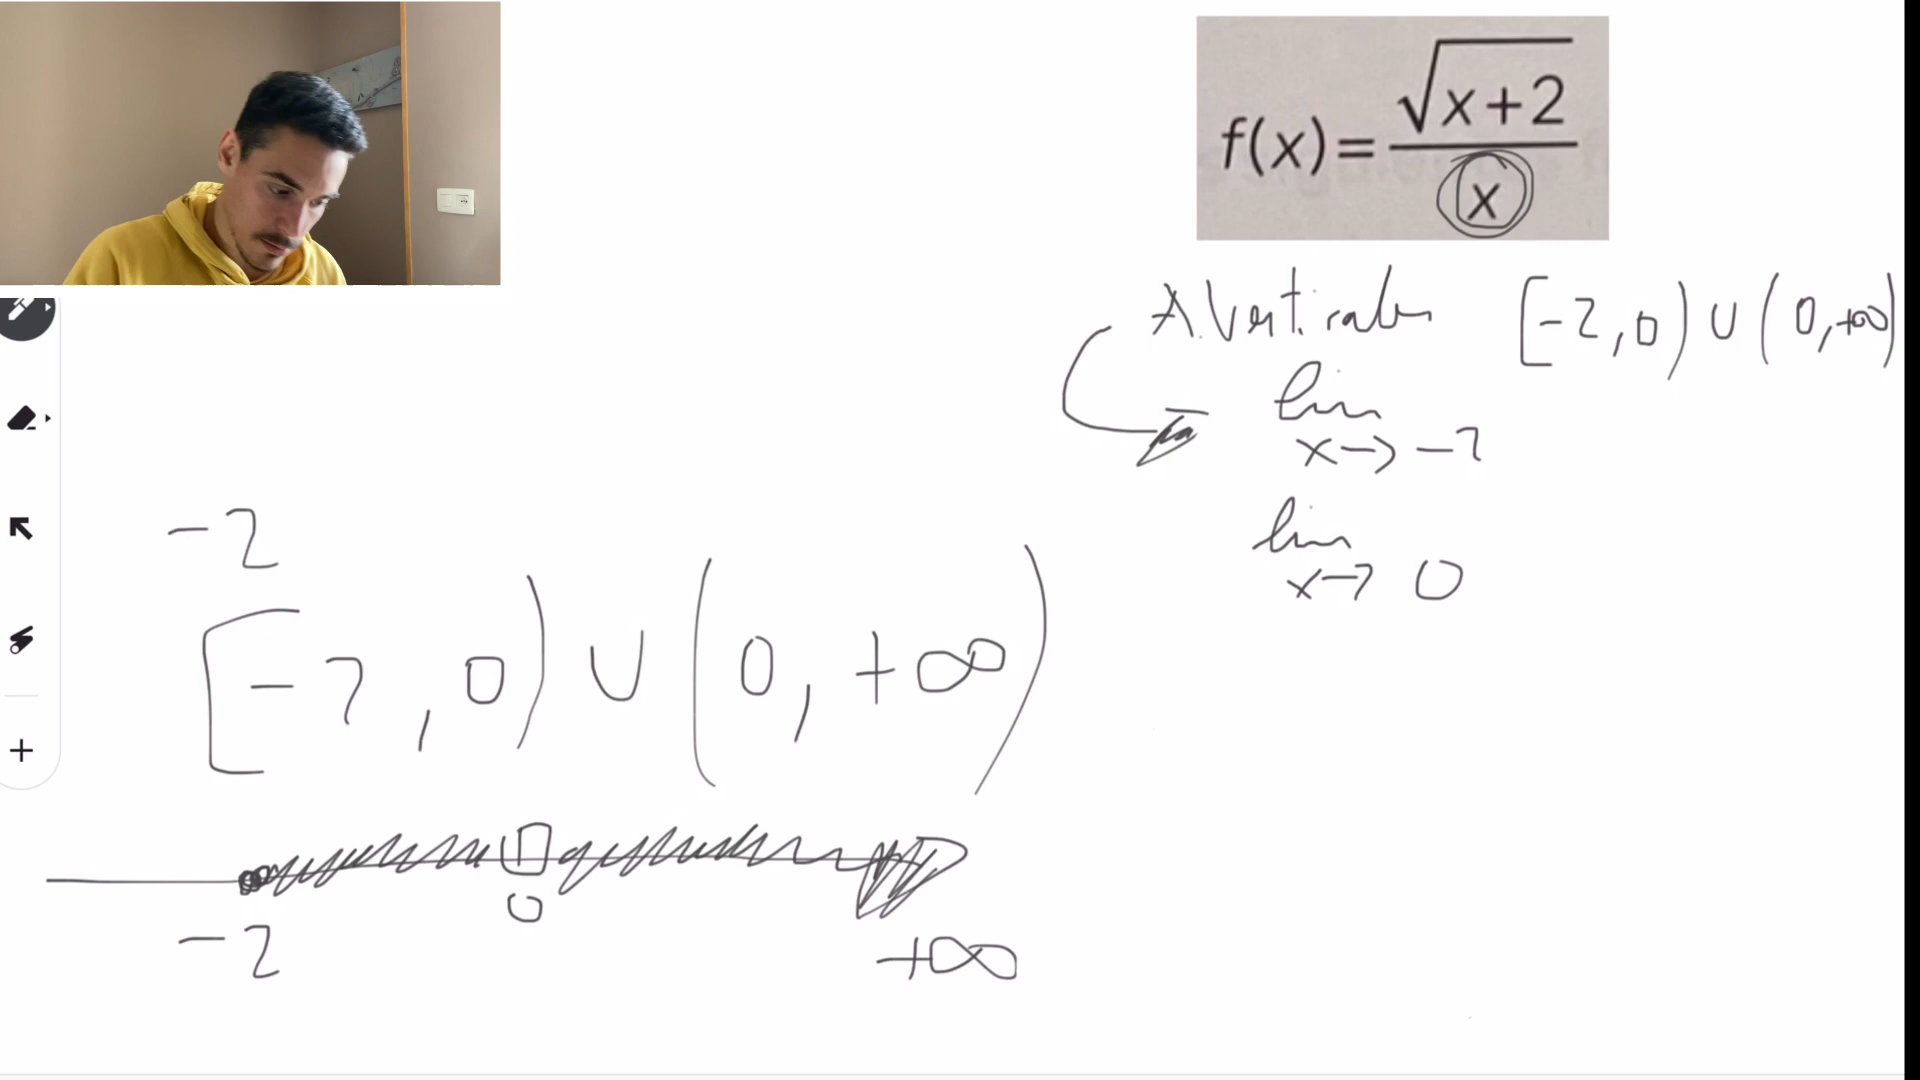 f(x) = √x+2 / x
A. Verticales [-2, 0) ∪ (0, +∞)
lim
x → -2
lim
x → 0
-2
[-2, 0) ∪ (0, +∞)
0
-2
+∞